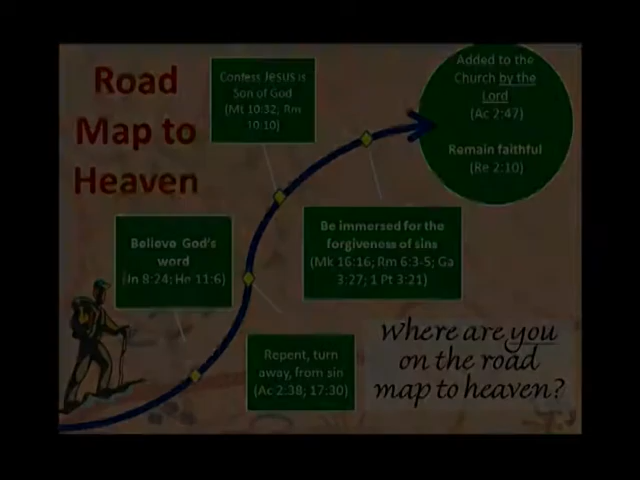 Road
Map to
Heaven
Confess Jesus is
Son of God
(Mt 10:32; Rm
10:10)
Added to the
Church by the
Lord
(Ac 2:47)
Remain faithful
(Re 2:10)
Believe God's
word
(Jn 8:24; He 11:6)
Be immersed for the
forgiveness of sins
(Mk 16:16; Rm 6:3-5; Ga
3:27; 1 Pt 3:21)
Repent, turn
away, from sin
(Ac 2:38; 17:30)
Where are you
on the road
map to heaven?